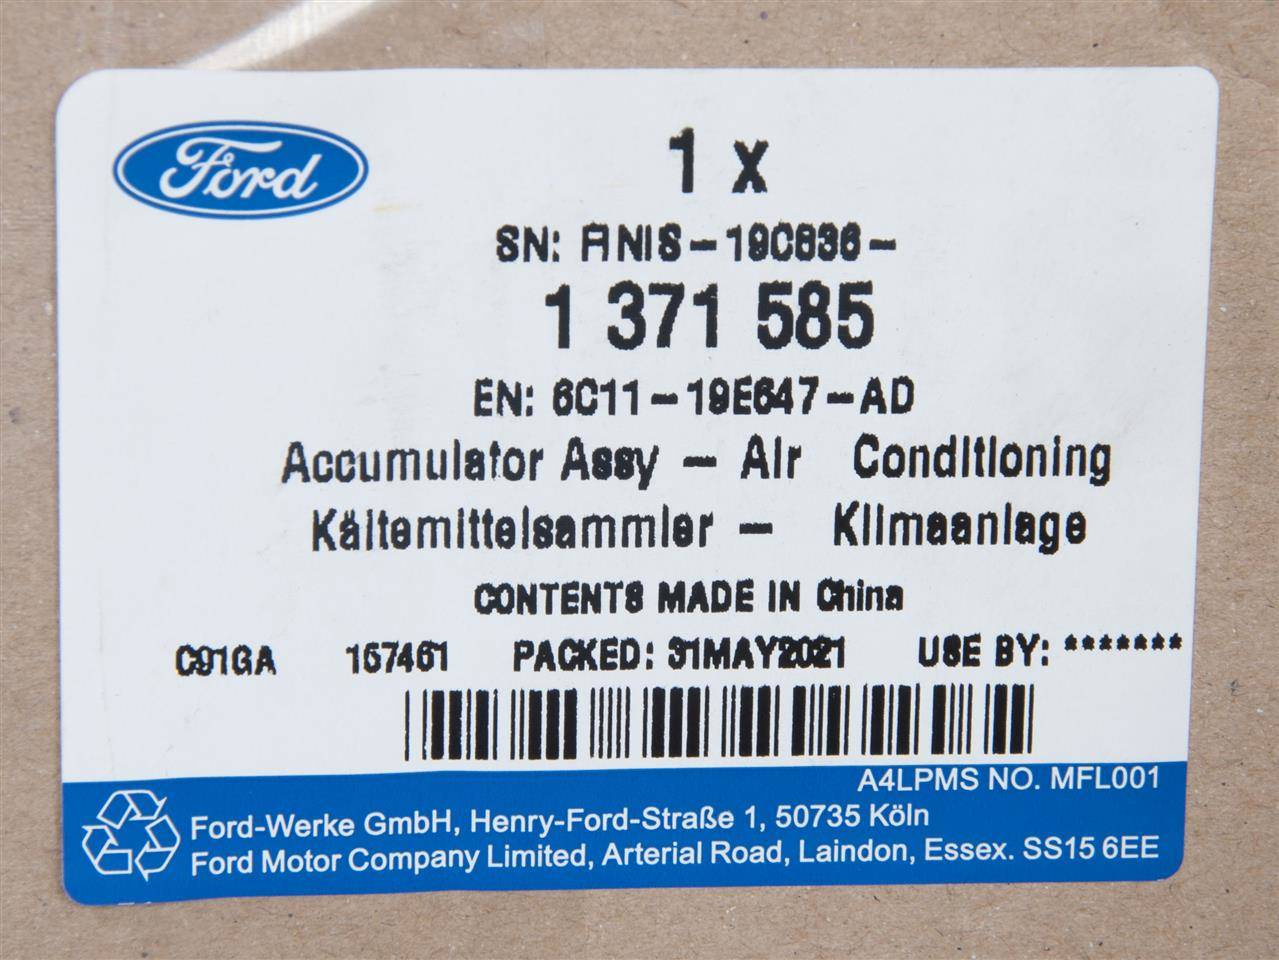 Ford
1 x
SN: FINIS-19C836-
1 371 585
EN: 6C11-19E647-AD
Accumulator Assy - Air Conditioning
Kältemittelsammler - Klimaanlage
CONTENTS MADE IN China
C91GA 157461 PACKED: 31MAY2021 USE BY: *******
A4LPMS NO. MFL001
Ford-Werke GmbH, Henry-Ford-Straße 1, 50735 Köln
Ford Motor Company Limited, Arterial Road, Laindon, Essex. SS15 6EE